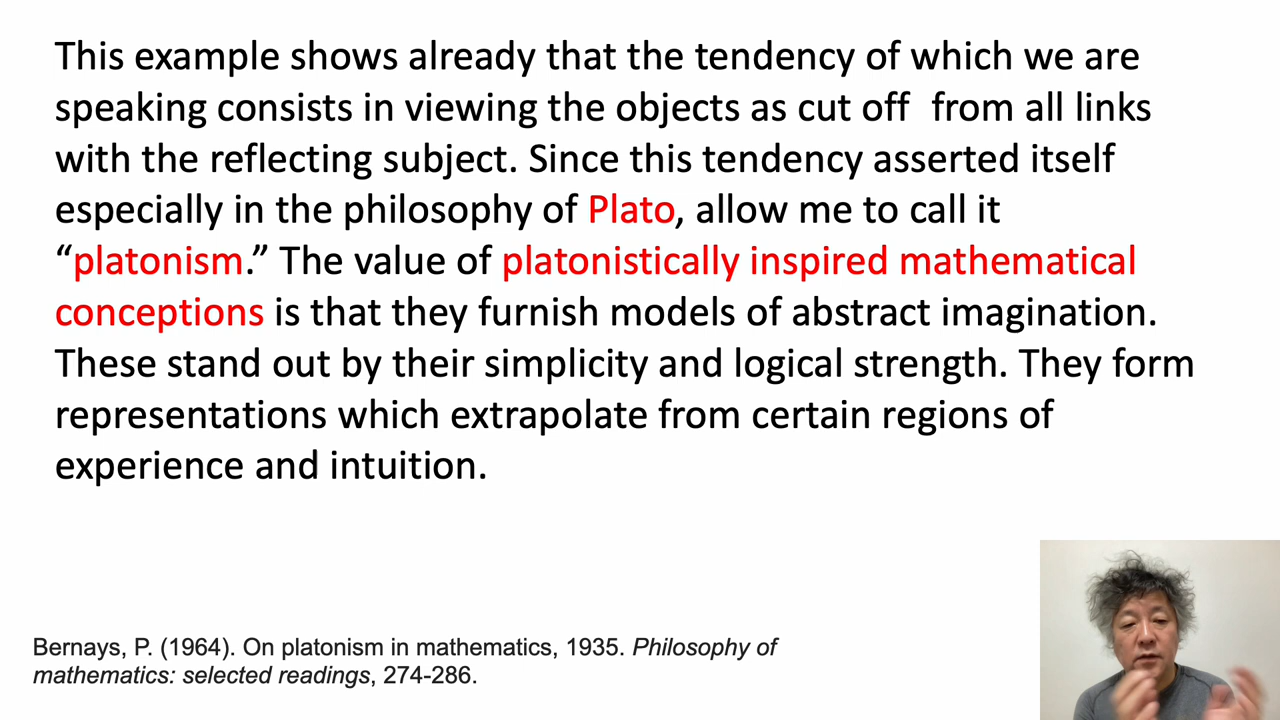 This example shows already that the tendency of which we are
speaking consists in viewing the objects as cut off  from all links
with the reflecting subject. Since this tendency asserted itself
especially in the philosophy of Plato, allow me to call it
“platonism.” The value of platonistically inspired mathematical
conceptions is that they furnish models of abstract imagination.
These stand out by their simplicity and logical strength. They form
representations which extrapolate from certain regions of
experience and intuition.
Bernays, P. (1964). On platonism in mathematics, 1935. Philosophy of
mathematics: selected readings, 274-286.